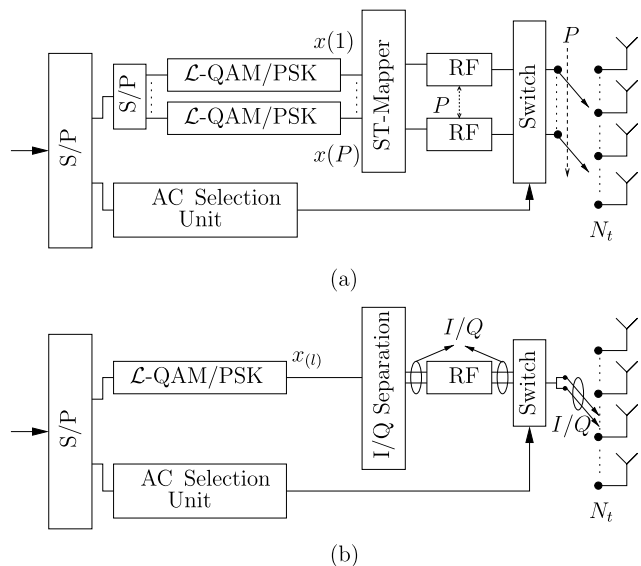 S/P
S/P
𝓛-QAM/PSK
𝓛-QAM/PSK
x(1)
x(P)
ST-Mapper
RF
P
RF
Switch
P
N_t
AC Selection
Unit
(a)
S/P
𝓛-QAM/PSK
x_(l)
I/Q Separation
I/Q
RF
Switch
I/Q
N_t
AC Selection
Unit
(b)